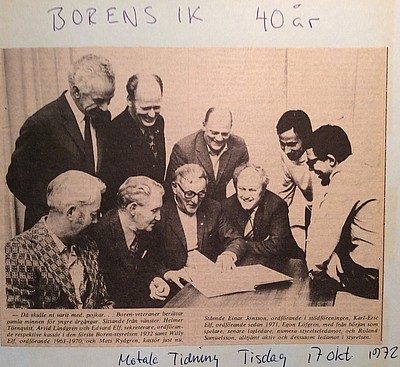 BORENS IK 40 år
— Då skulle ni varit med, pojkar... Boren-veteraner berättar
gamla minnen för yngre årgångar. Sittande från vänster: Helmer
Törnqvist, Arvid Lindgren och Edvard Elf, sekreterare, ordföran-
de respektive kassör i den första Boren-styrelsen 1932 samt Willy
Elf, ordförande 1961-1970, och Mats Rydgren, kassör just nu.
Stående Einar Jonsson, ordförande i stödföreningen, Karl-Eric
Elf, ordförande sedan 1971, Egon Löfgren, med från början som
spelare, senare lagledare, numera styrelseledamot, och Roland
Samuelsson, alltjämt aktiv och dessutom ledamot i styrelsen.
Motala Tidning Tisdag 17 okt 1972